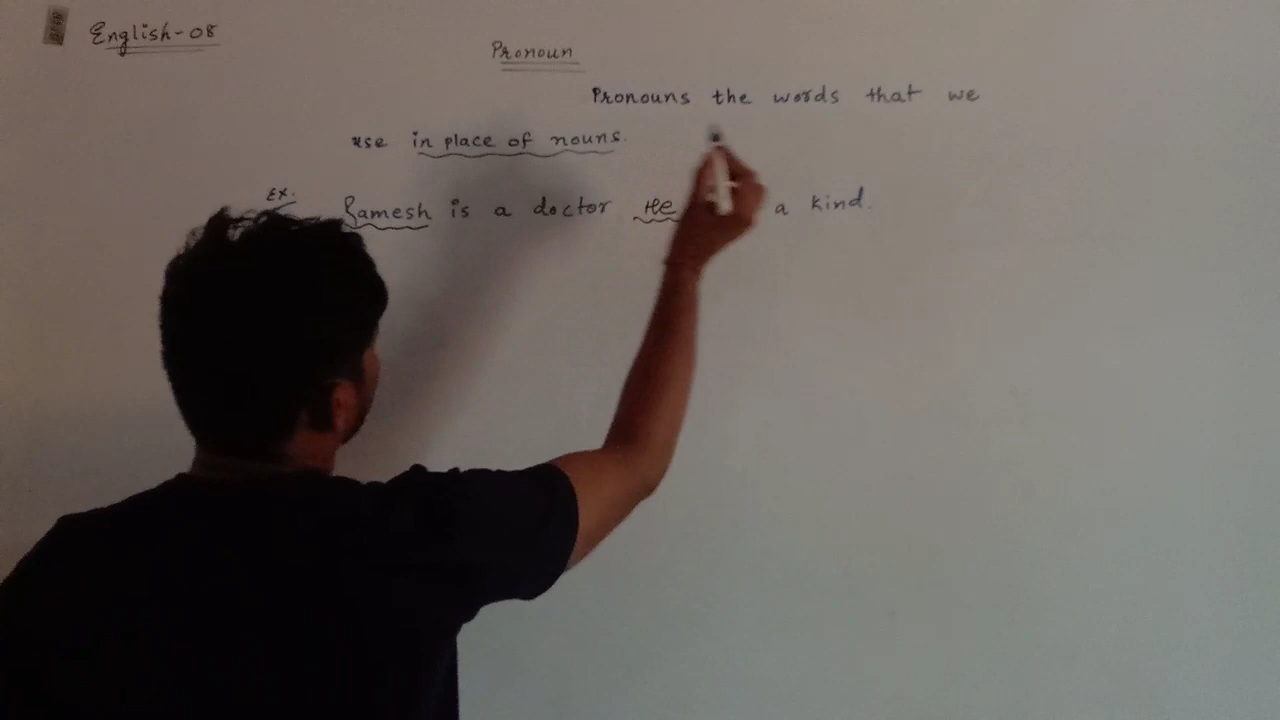 English-08
Pronoun
Pronouns the words that we
use in place of nouns.
Ex.
Ramesh is a doctor He a kind.